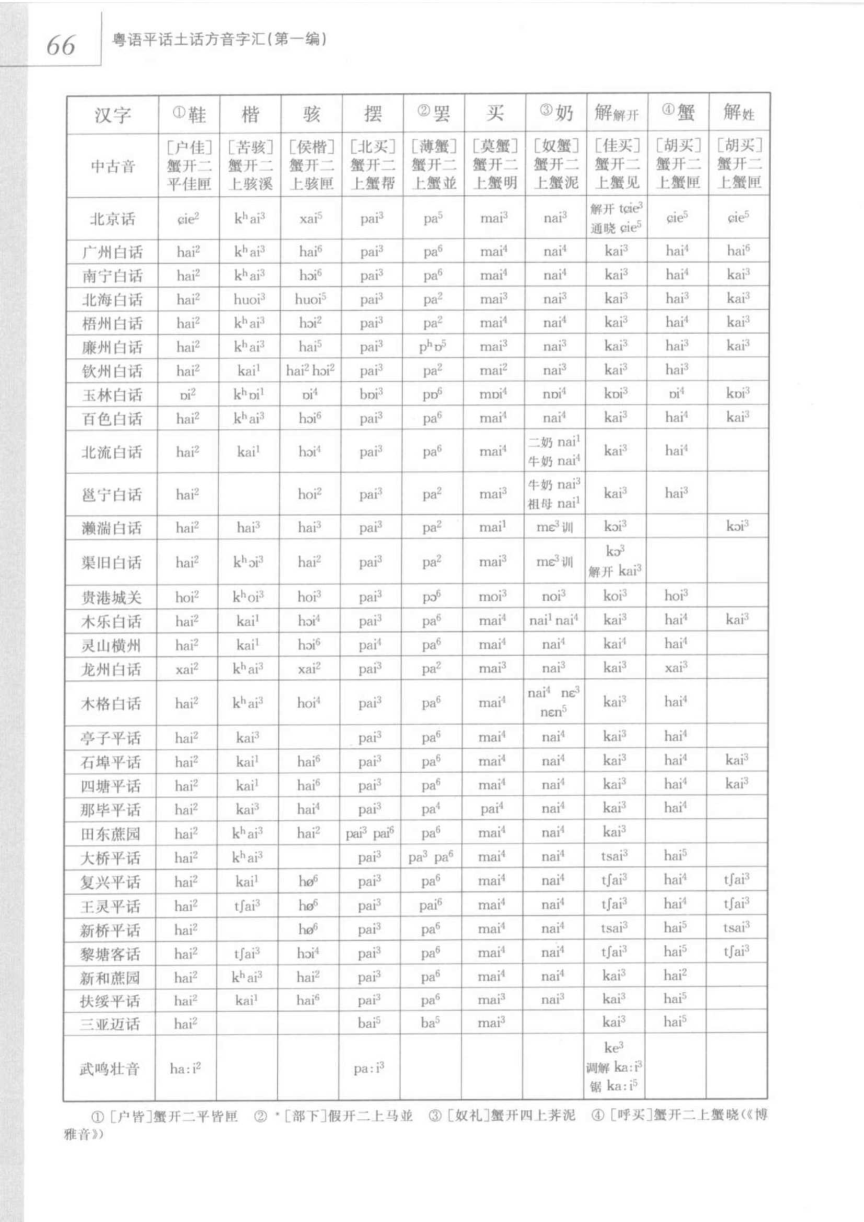 66 粤语平话土话方音字汇(第一编)
汉字 ①鞋 楷 骇 摆 ②罢 买 ③奶 解解开 ④蟹 解姓
[户佳] [苦骇] [侯楷] [北买] [薄蟹] [莫蟹] [奴蟹] [佳买] [胡买] [胡买]
中古音 蟹开二 蟹开二 蟹开二 蟹开二 蟹开二 蟹开二 蟹开二 蟹开二 蟹开二 蟹开二
平佳匣 上骇溪 上骇匣 上蟹帮 上蟹並 上蟹明 上蟹泥 上蟹见 上蟹匣 上蟹匣
北京话 ɕie² kʰai³ xai⁵ pai³ pa⁵ mai³ nai³ 解开 tɕie³ 通晓 ɕie⁵ ɕie⁵ ɕie⁵
广州白话 hai² kʰai³ hai⁶ pai³ pa⁶ mai⁴ nai⁴ kai³ hai⁴ hai⁶
南宁白话 hai² kʰai³ hɔi⁶ pai³ pa⁶ mai⁴ nai⁴ kai³ hai⁴ kai³
北海白话 hai² huoi³ huoi⁵ pai³ pa² mai³ nai³ kai³ hai³ kai³
梧州白话 hai² kʰai³ hɔi² pai³ pa² mai⁴ nai⁴ kai³ hai⁴ kai³
廉州白话 hai² kʰai³ hai⁵ pai³ pʰɒ⁵ mai³ nai³ kai³ hai³ kai³
钦州白话 hai² kai¹ hai² hɔi² pai³ pa² mai² nai³ kai³ hai³
玉林白话 ɒi² kʰɒi¹ ɒi⁴ bɒi³ pɒ⁶ mɒi⁴ nɒi⁴ kɒi³ ɒi⁴ kɒi³
百色白话 hai² kʰai³ hɔi⁶ pai³ pa⁶ mai⁴ nai⁴ kai³ hai⁴ kai³
北流白话 hai² kai¹ hɔi⁴ pai³ pa⁶ mai⁴ 二奶 nai¹ 牛奶 nai⁴ kai³ hai⁴
邕宁白话 hai² hoi² pai³ pa² mai³ 牛奶 nai³ 祖母 nai¹ kai³ hai³
濑湍白话 hai² hai³ hai³ pai³ pa² mai¹ mɛ³训 kɔi³ kɔi³
渠旧白话 hai² kʰɔi³ hai² pai³ pa² mai³ mɛ³训 kɔ³ 解开 kai³
贵港城关 hoi² kʰoi³ hoi³ pai³ pɔ⁶ moi³ noi³ koi³ hoi³
木乐白话 hai² kai¹ hɔi⁴ pai³ pa⁶ mai⁴ nai¹ nai⁴ kai³ hai⁴ kai³
灵山横州 hai² kai¹ hɔi⁶ pai⁴ pa⁶ mai⁴ nai⁴ kai⁴ hai⁴
龙州白话 xai² kʰai³ xai² pai³ pa² mai³ nai³ kai³ xai³
木格白话 hai² kʰai³ hoi⁴ pai³ pa⁶ mai⁴ nai⁴ nɛ³ nɛn⁵ kai³ hai⁴
亭子平话 hai² kai³ pai³ pa⁶ mai⁴ nai⁴ kai³ hai⁴
石埠平话 hai² kai¹ hai⁶ pai³ pa⁶ mai⁴ nai⁴ kai³ hai⁴ kai³
四塘平话 hai² kai¹ hai⁶ pai³ pa⁶ mai⁴ nai⁴ kai³ hai⁴ kai³
那毕平话 hai² kai³ hai⁴ pai³ pa⁴ pai⁴ nai⁴ kai³ hai⁴
田东蔗园 hai² kʰai³ hai² pai³ pai⁶ pa⁶ mai⁴ nai⁴ kai³
大桥平话 hai² kʰai³ pai³ pa³ pa⁶ mai⁴ nai⁴ tsai³ hai⁵
复兴平话 hai² kai¹ hø⁶ pai³ pa⁶ mai⁴ nai⁴ tʃai³ hai⁴ tʃai³
王灵平话 hai² tʃai³ hø⁶ pai³ pai⁶ mai⁴ nai⁴ tʃai³ hai⁴ tʃai³
新桥平话 hai² hø⁶ pai³ pa⁶ mai⁴ nai⁴ tsai³ hai⁵ tsai³
黎塘客话 hai² tʃai³ hɔi⁴ pai³ pa⁶ mai⁴ nai⁴ tʃai³ hai⁵ tʃai³
新和蔗园 hai² kʰai³ hai² pai³ pa⁶ mai⁴ nai⁴ kai³ hai²
扶绥平话 hai² kai¹ hai⁶ pai³ pa⁶ mai³ nai³ kai³ hai⁵
三亚迈话 hai² bai⁵ ba⁵ mai³ kai³ hai⁵
武鸣壮音 ha:i² pa:i³ ke³ 调解 ka:i³ 锯 ka:i⁵
①[户皆]蟹开二平皆匣 ②*[部下]假开二上马並 ③[奴礼]蟹开四上荠泥 ④[呼买]蟹开二上蟹晓(《博
雅音》)